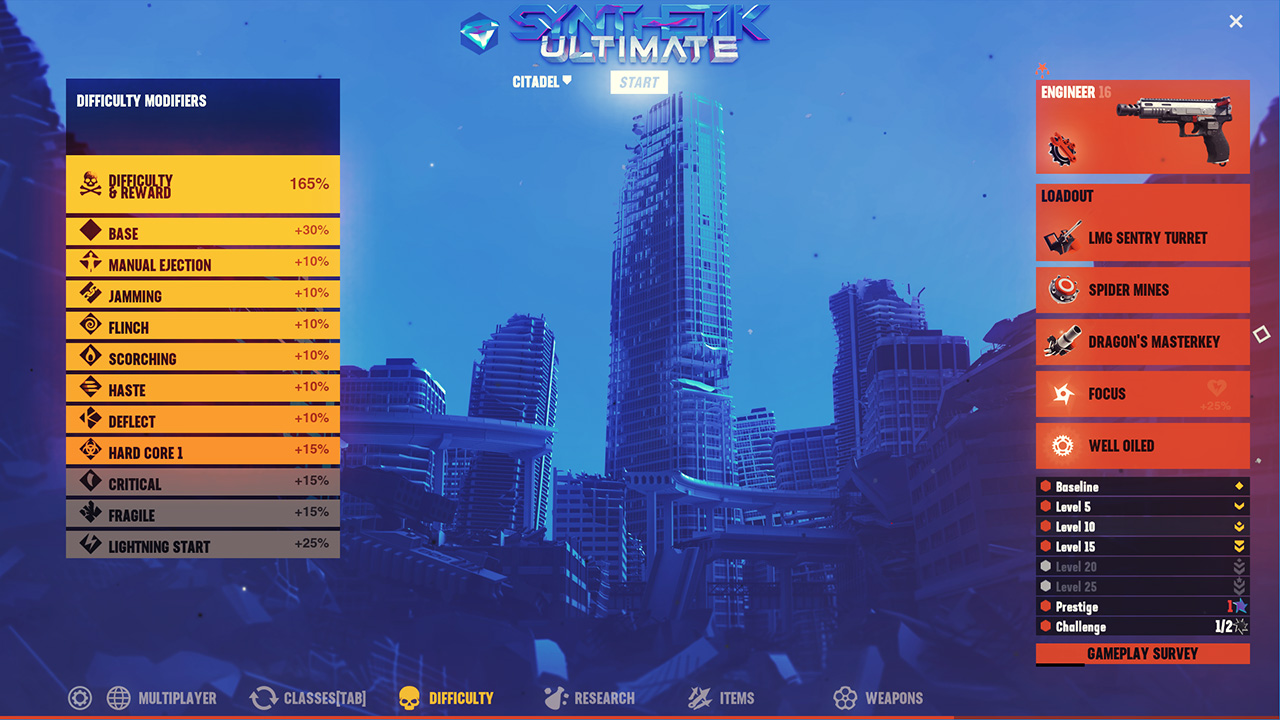 SYNTHETIK
ULTIMATE
CITADEL
START
DIFFICULTY MODIFIERS
DIFFICULTY
& REWARD
165%
BASE +30%
MANUAL EJECTION +10%
JAMMING +10%
FLINCH +10%
SCORCHING +10%
HASTE +10%
DEFLECT +10%
HARD CORE 1 +15%
CRITICAL +15%
FRAGILE +15%
LIGHTNING START +25%
ENGINEER 16
LOADOUT
LMG SENTRY TURRET
SPIDER MINES
DRAGON'S MASTERKEY
FOCUS
+25%
WELL OILED
Baseline
Level 5
Level 10
Level 15
Level 20
Level 25
Prestige 1
Challenge 1/2
GAMEPLAY SURVEY
MULTIPLAYER CLASSES[TAB] DIFFICULTY RESEARCH ITEMS WEAPONS